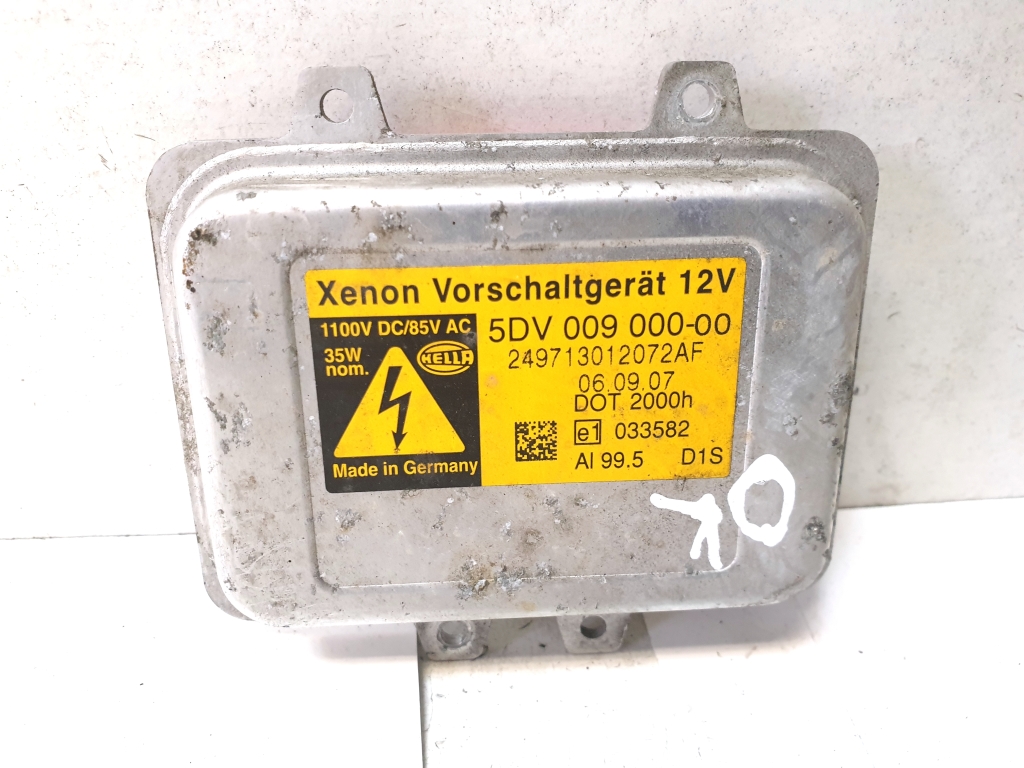 Xenon Vorschaltgerät 12V
1100V DC/85V AC
35W
nom.
HELLA
Made in Germany
5DV 009 000-00
249713012072AF
06.09.07
DOT 2000h
e1 033582
Al 99.5 D1S
OK